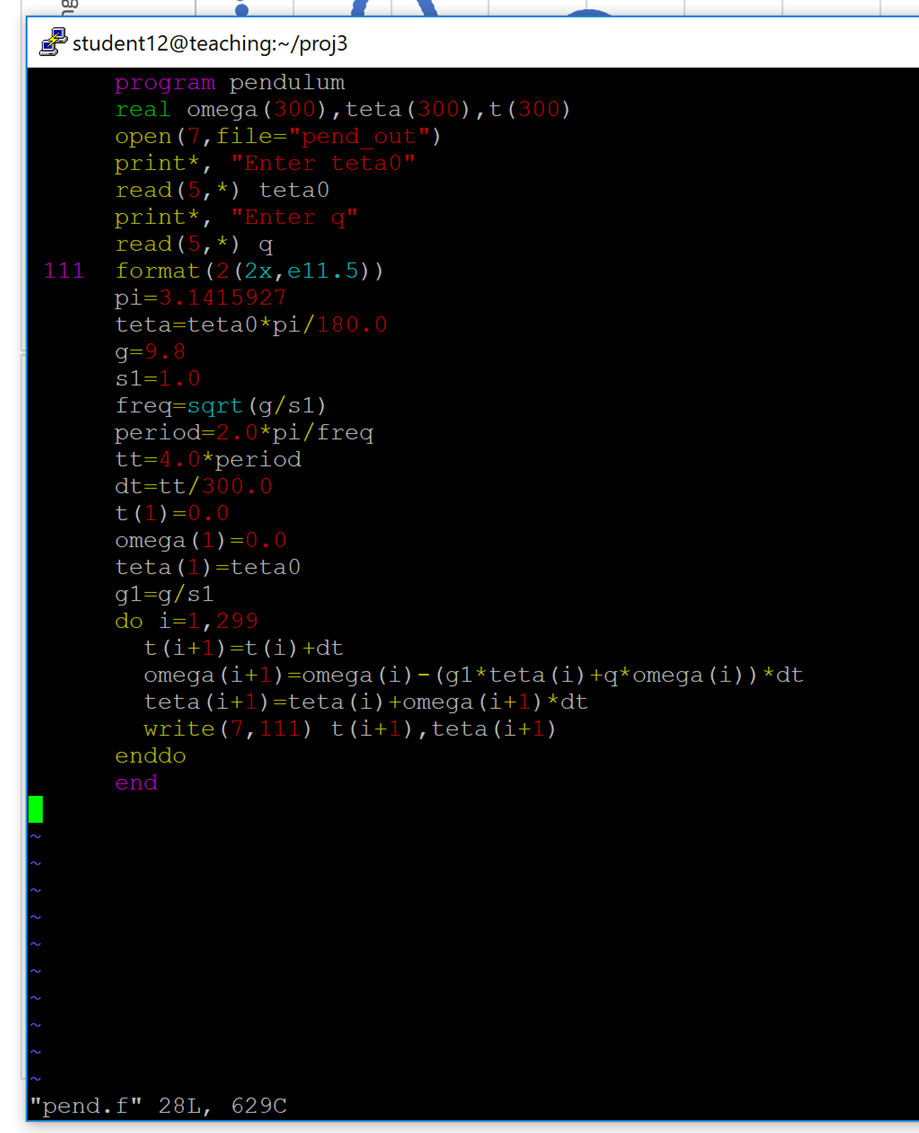 student12@teaching:~/proj3
program pendulum
real omega(300),teta(300),t(300)
open(7,file="pend_out")
print*, "Enter teta0"
read(5,*) teta0
print*, "Enter q"
read(5,*) q
111 format(2(2x,e11.5))
pi=3.1415927
teta=teta0*pi/180.0
g=9.8
s1=1.0
freq=sqrt(g/s1)
period=2.0*pi/freq
tt=4.0*period
dt=tt/300.0
t(1)=0.0
omega(1)=0.0
teta(1)=teta0
g1=g/s1
do i=1,299
t(i+1)=t(i)+dt
omega(i+1)=omega(i)-(g1*teta(i)+q*omega(i))*dt
teta(i+1)=teta(i)+omega(i+1)*dt
write(7,111) t(i+1),teta(i+1)
enddo
end
~
~
~
~
~
~
~
~
~
~
"pend.f" 28L, 629C